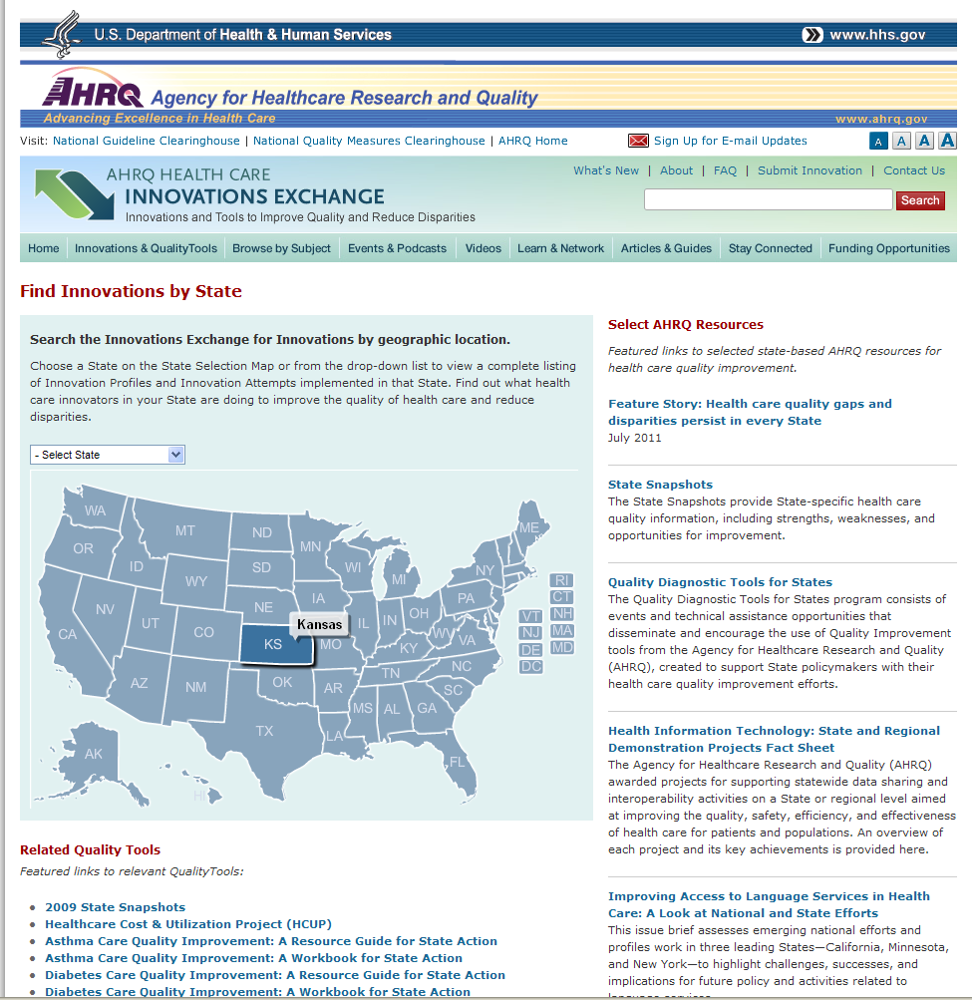 U.S. Department of Health & Human Services
www.hhs.gov
AHRQ Agency for Healthcare Research and Quality
Advancing Excellence in Health Care
www.ahrq.gov
Visit: National Guideline Clearinghouse | National Quality Measures Clearinghouse | AHRQ Home
Sign Up for E-mail Updates
A A A A
AHRQ HEALTH CARE
INNOVATIONS EXCHANGE
Innovations and Tools to Improve Quality and Reduce Disparities
What's New | About | FAQ | Submit Innovation | Contact Us
Search
Home Innovations & QualityTools Browse by Subject Events & Podcasts Videos Learn & Network Articles & Guides Stay Connected Funding Opportunities
Find Innovations by State
Search the Innovations Exchange for Innovations by geographic location.
Choose a State on the State Selection Map or from the drop-down list to view a complete listing
of Innovation Profiles and Innovation Attempts implemented in that State. Find out what health
care innovators in your State are doing to improve the quality of health care and reduce
disparities.
- Select State
WA
MT
ND
MN
ME
OR
ID
SD
WI
MI
NY
WY
RI
CT
NV
NE
IA
PA
NH
VT
CA
UT
CO
Kansas
IL
IN
OH
NJ
MA
KS
MO
KY
WV
VA
DE
MD
DC
AZ
NM
OK
AR
TN
NC
SC
MS
AL
GA
TX
LA
FL
AK
HI
Related Quality Tools
Featured links to relevant QualityTools:
2009 State Snapshots
Healthcare Cost & Utilization Project (HCUP)
Asthma Care Quality Improvement: A Resource Guide for State Action
Asthma Care Quality Improvement: A Workbook for State Action
Diabetes Care Quality Improvement: A Resource Guide for State Action
Diabetes Care Quality Improvement: A Workbook for State Action
Select AHRQ Resources
Featured links to selected state-based AHRQ resources for
health care quality improvement.
Feature Story: Health care quality gaps and
disparities persist in every State
July 2011
State Snapshots
The State Snapshots provide State-specific health care
quality information, including strengths, weaknesses, and
opportunities for improvement.
Quality Diagnostic Tools for States
The Quality Diagnostic Tools for States program consists of
events and technical assistance opportunities that
disseminate and encourage the use of Quality Improvement
tools from the Agency for Healthcare Research and Quality
(AHRQ), created to support State policymakers with their
health care quality improvement efforts.
Health Information Technology: State and Regional
Demonstration Projects Fact Sheet
The Agency for Healthcare Research and Quality (AHRQ)
awarded projects for supporting statewide data sharing and
interoperability activities on a State or regional level aimed
at improving the quality, safety, efficiency, and effectiveness
of health care for patients and populations. An overview of
each project and its key achievements is provided here.
Improving Access to Language Services in Health
Care: A Look at National and State Efforts
This issue brief assesses emerging national efforts and
profiles work in three leading States—California, Minnesota,
and New York—to highlight challenges, successes, and
implications for future policy and activities related to
language services.